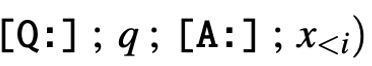 [Q:] ; q ; [A:] ; x<i)